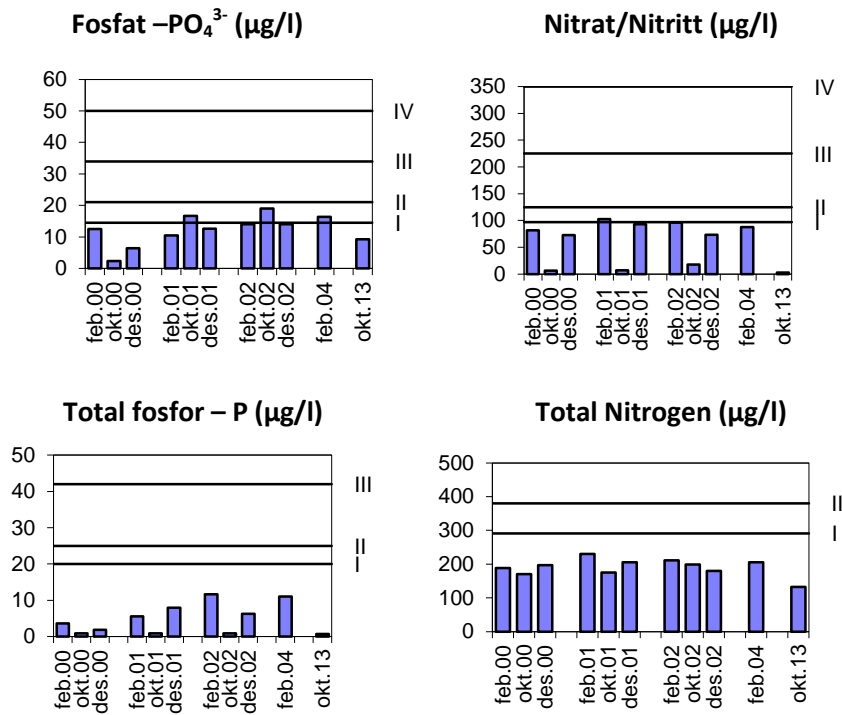 Fosfat –PO₄³⁻ (µg/l)
60
50
40
30
20
10
0
IV
III
II
I
feb.00
okt.00
des.00
feb.01
okt.01
des.01
feb.02
okt.02
des.02
feb.04
okt.13
Nitrat/Nitritt (µg/l)
350
300
250
200
150
100
50
0
IV
III
II
I
feb.00
okt.00
des.00
feb.01
okt.01
des.01
feb.02
okt.02
des.02
feb.04
okt.13
Total fosfor – P (µg/l)
50
40
30
20
10
0
III
II
I
feb.00
okt.00
des.00
feb.01
okt.01
des.01
feb.02
okt.02
des.02
feb.04
okt.13
Total Nitrogen (µg/l)
500
400
300
200
100
0
II
I
feb.00
okt.00
des.00
feb.01
okt.01
des.01
feb.02
okt.02
des.02
feb.04
okt.13